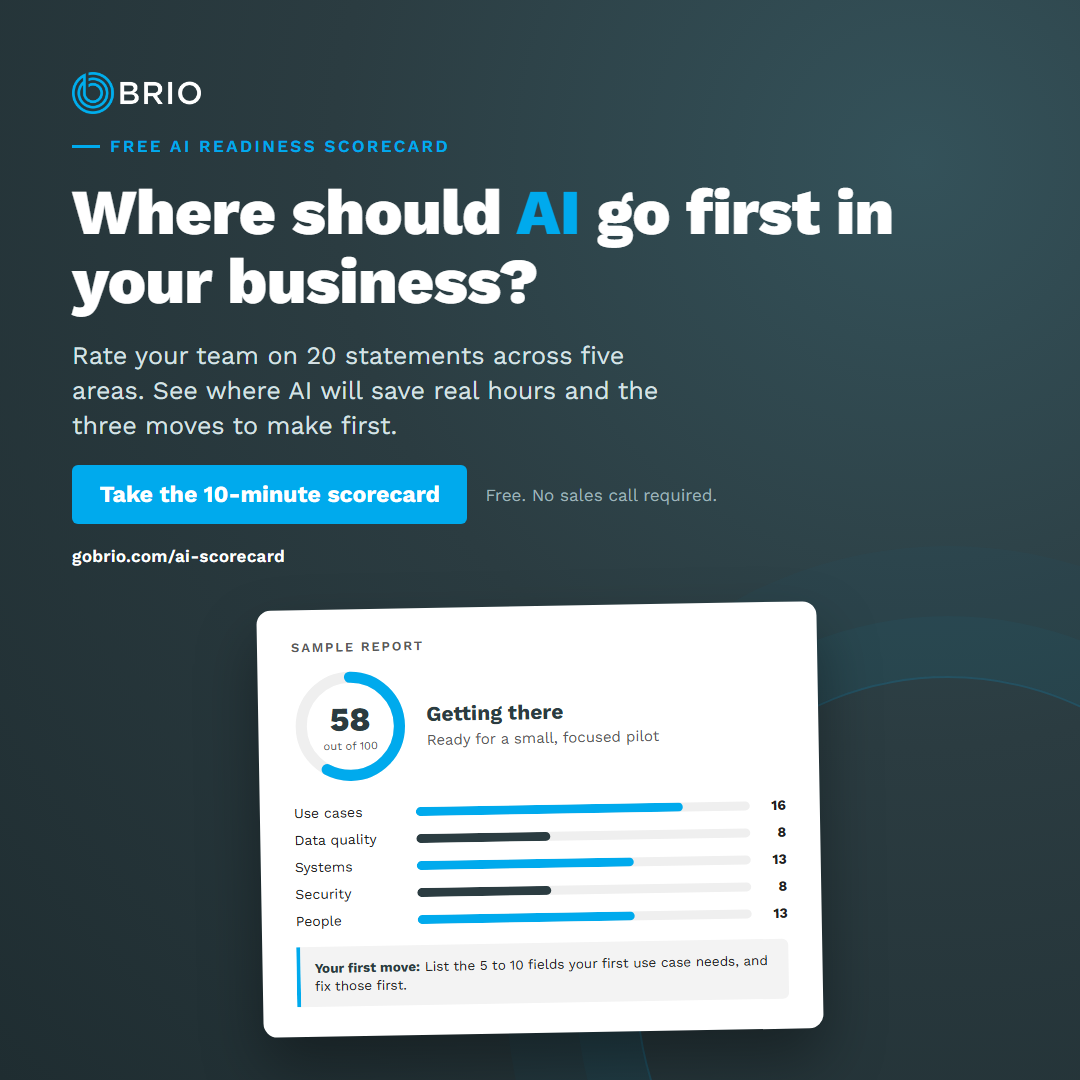 BRIO
FREE AI READINESS SCORECARD
Where should AI go first in
your business?
Rate your team on 20 statements across five
areas. See where AI will save real hours and the
three moves to make first.
Take the 10-minute scorecard
Free. No sales call required.
gobrio.com/ai-scorecard
SAMPLE REPORT
58
out of 100
Getting there
Ready for a small, focused pilot
Use cases 16
Data quality 8
Systems 13
Security 8
People 13
Your first move: List the 5 to 10 fields your first use case needs, and
fix those first.